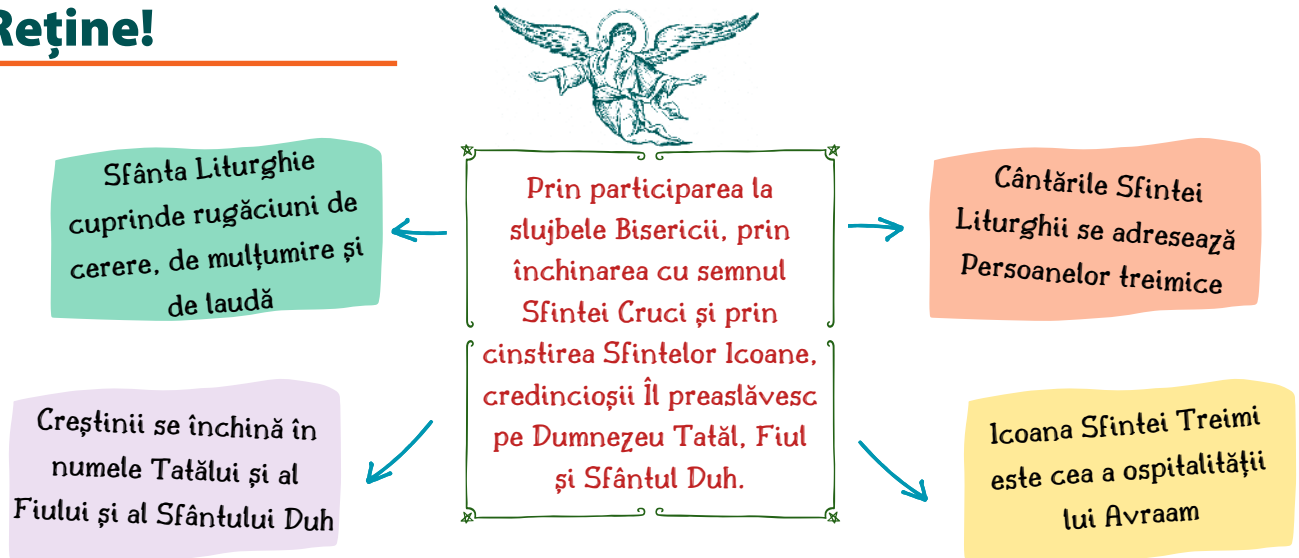 Reține!
Sfânta Liturghie
cuprinde rugăciuni de
cerere, de mulțumire și
de laudă
Prin participarea la
slujbele Bisericii, prin
închinarea cu semnul
Sfintei Cruci și prin
cinstirea Sfintelor Icoane,
credincioșii Îl preaslăvesc
pe Dumnezeu Tatăl, Fiul
și Sfântul Duh.
Cântările Sfintei
Liturghii se adresează
Persoanelor treimice
Creștinii se închină în
numele Tatălui și al
Fiului și al Sfântului Duh
Icoana Sfintei Treimi
este cea a ospitalității
lui Avraam